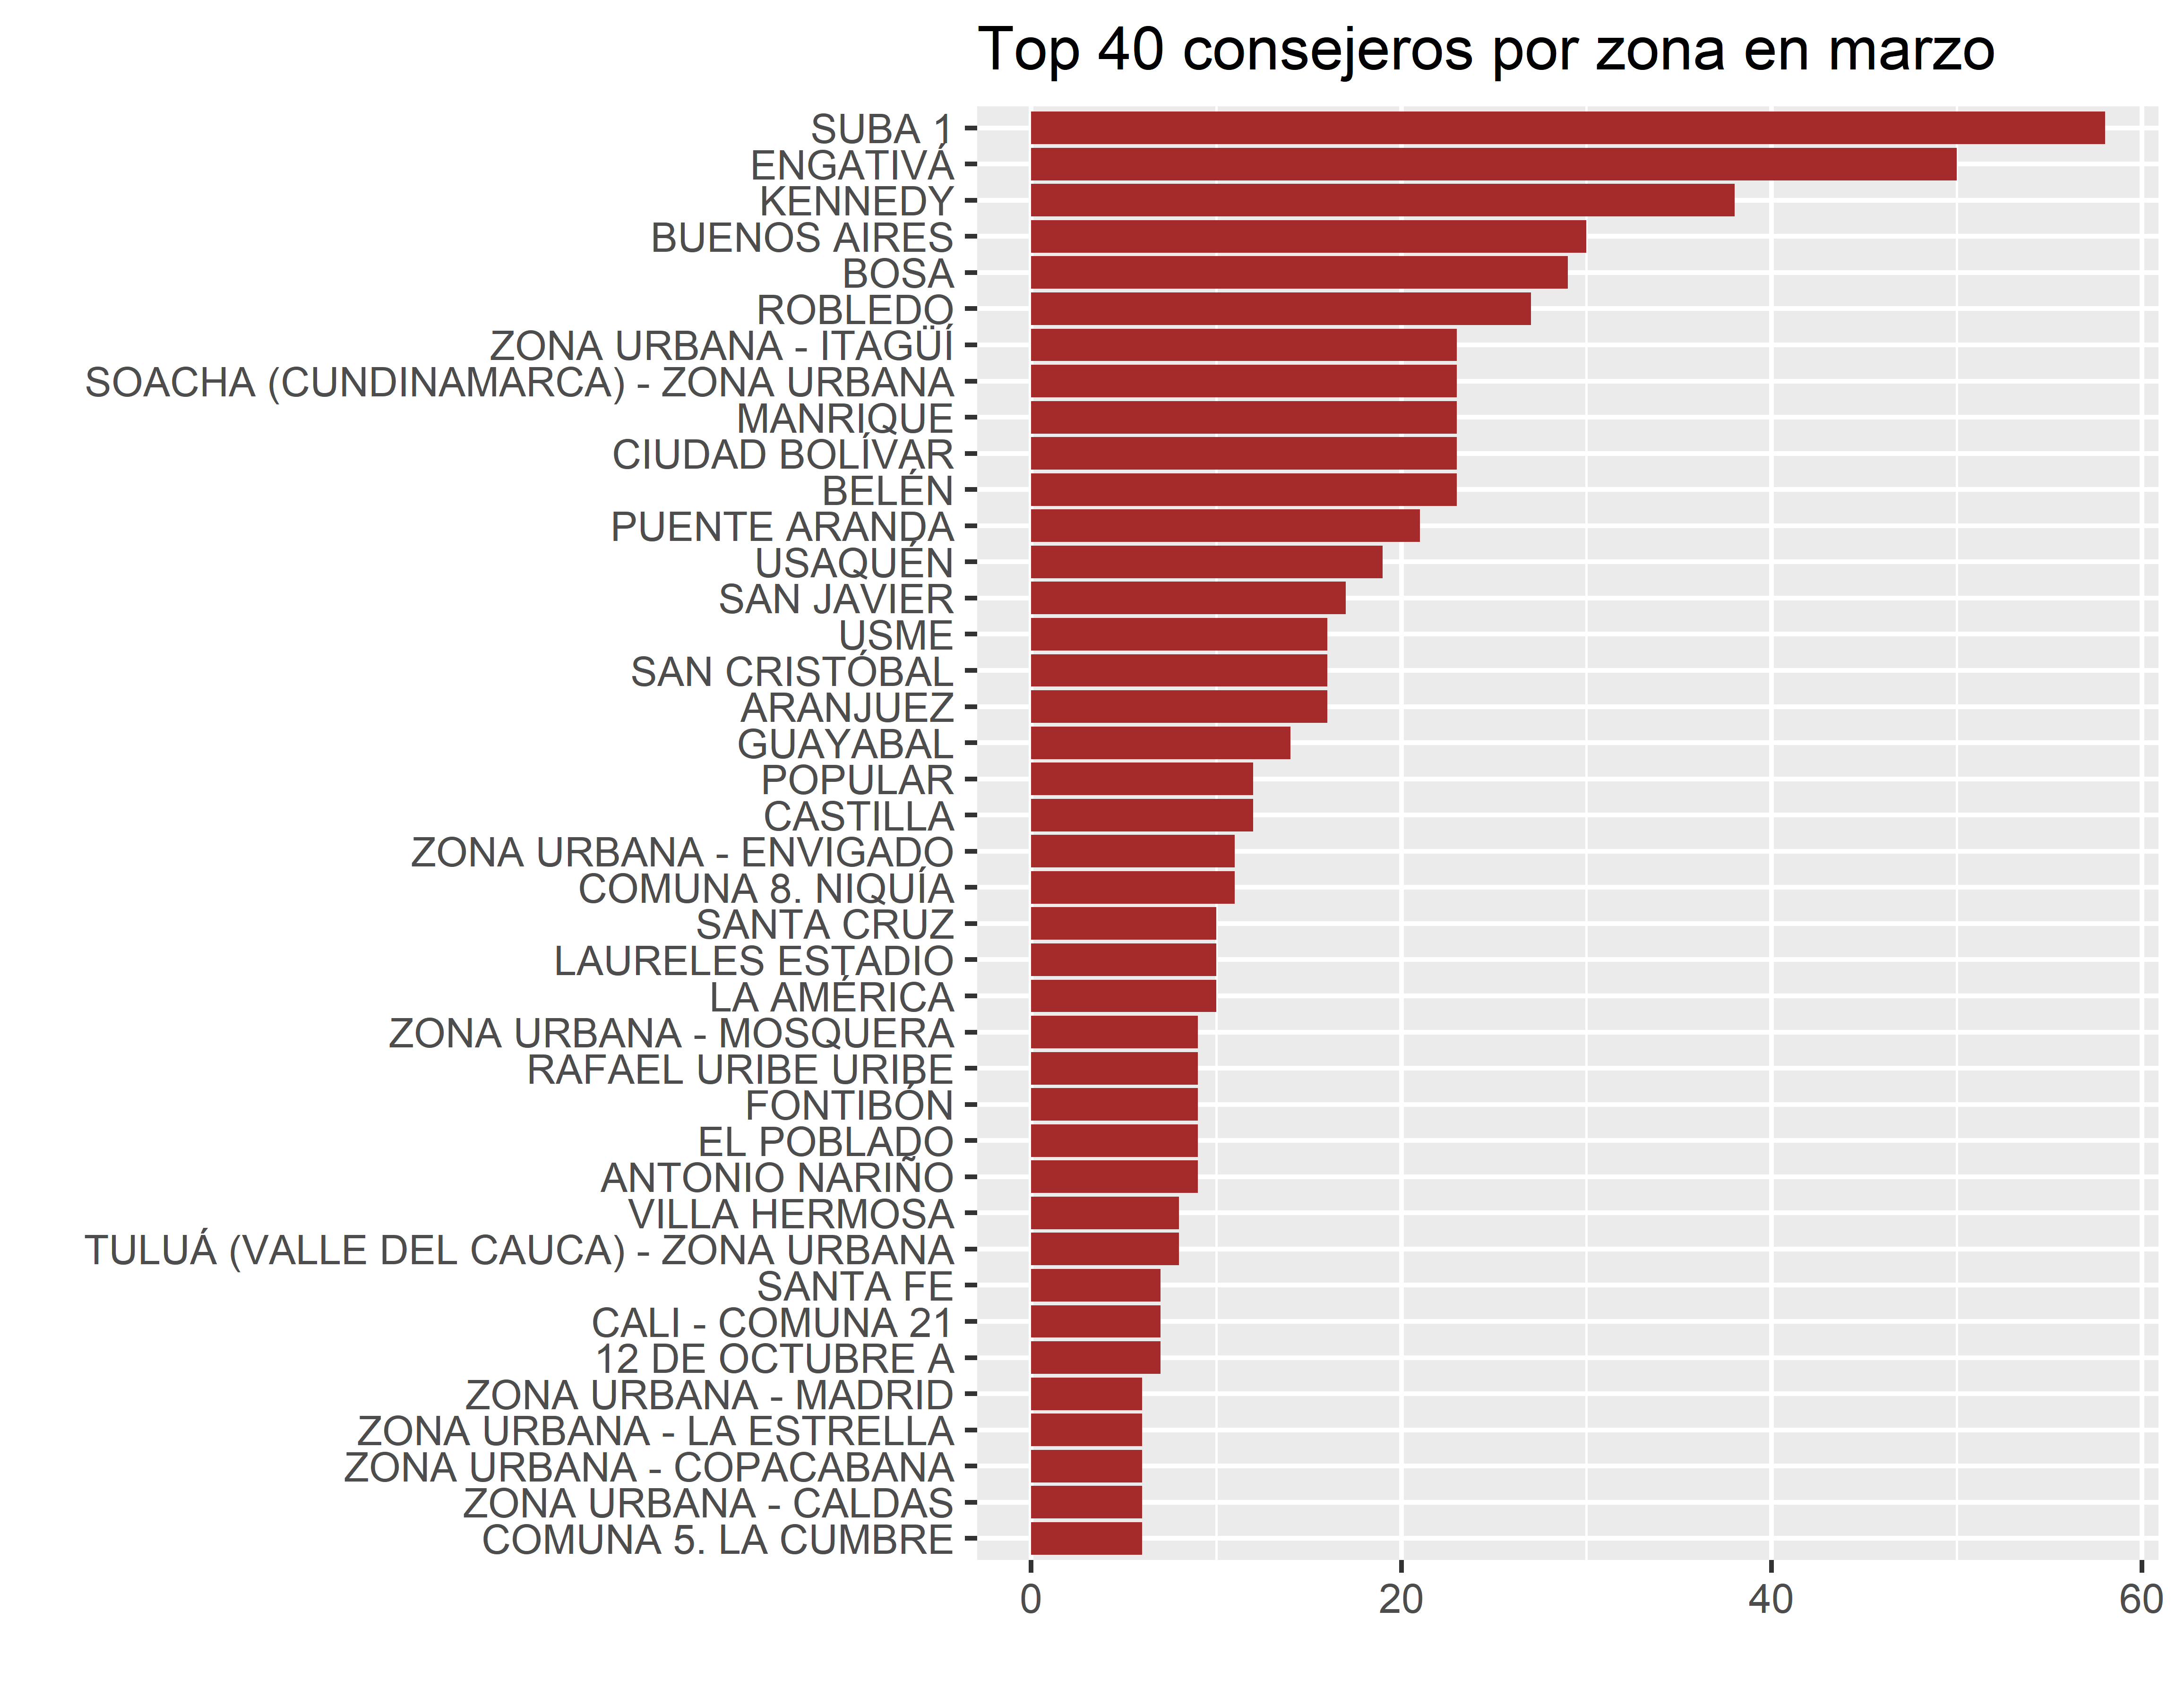 Top 40 consejeros por zona en marzo
SUBA 1
ENGATIVÁ
KENNEDY
BUENOS AIRES
BOSA
ROBLEDO
ZONA URBANA - ITAGÜÍ
SOACHA (CUNDINAMARCA) - ZONA URBANA
MANRIQUE
CIUDAD BOLÍVAR
BELÉN
PUENTE ARANDA
USAQUÉN
SAN JAVIER
USME
SAN CRISTÓBAL
ARANJUEZ
GUAYABAL
POPULAR
CASTILLA
ZONA URBANA - ENVIGADO
COMUNA 8. NIQUÍA
SANTA CRUZ
LAURELES ESTADIO
LA AMÉRICA
ZONA URBANA - MOSQUERA
RAFAEL URIBE URIBE
FONTIBÓN
EL POBLADO
ANTONIO NARIÑO
VILLA HERMOSA
TULUÁ (VALLE DEL CAUCA) - ZONA URBANA
SANTA FE
CALI - COMUNA 21
12 DE OCTUBRE A
ZONA URBANA - MADRID
ZONA URBANA - LA ESTRELLA
ZONA URBANA - COPACABANA
ZONA URBANA - CALDAS
COMUNA 5. LA CUMBRE
0 20 40 60